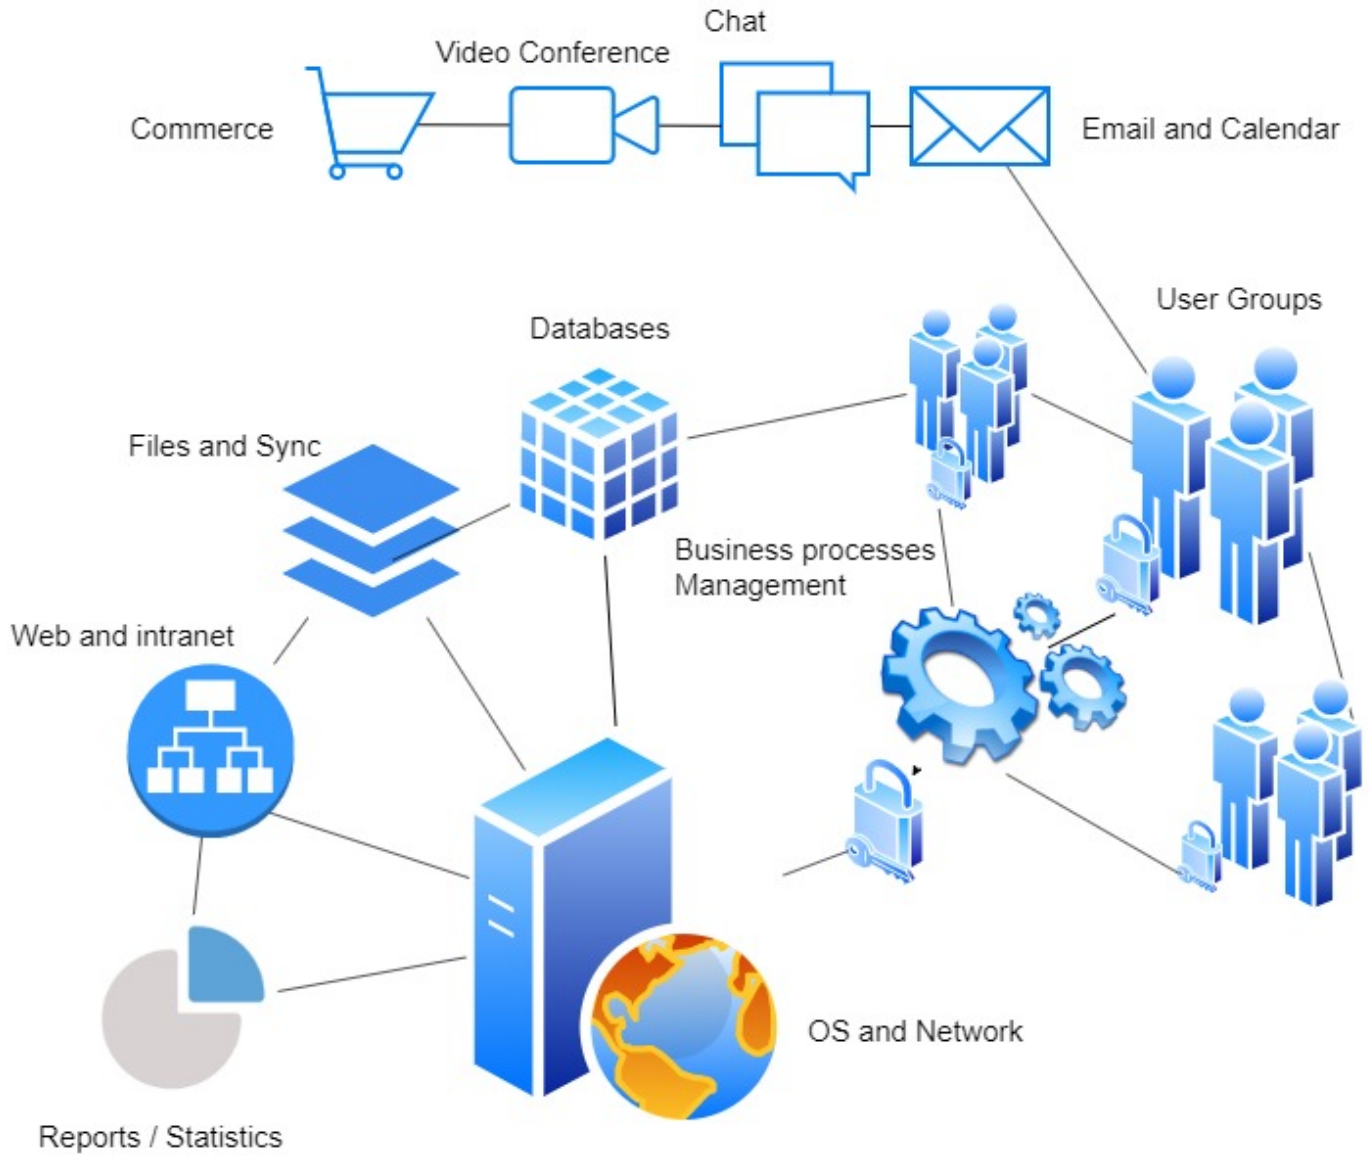 Chat
Video Conference
Commerce
Email and Calendar
User Groups
Databases
Files and Sync
Business processes
Management
Web and intranet
OS and Network
Reports / Statistics